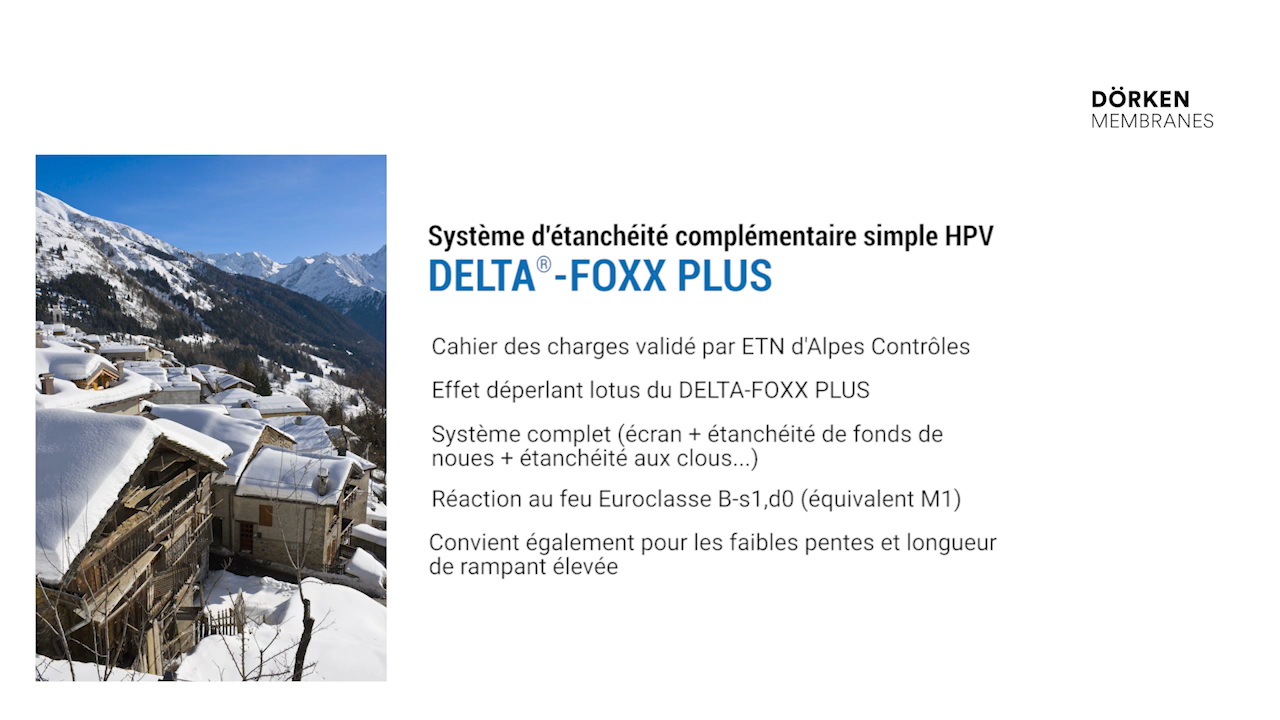 DÖRKEN
MEMBRANES
Système d'étanchéité complémentaire simple HPV
DELTA®-FOXX PLUS
Cahier des charges validé par ETN d'Alpes Contrôles
Effet déperlant lotus du DELTA-FOXX PLUS
Système complet (écran + étanchéité de fonds de
noues + étanchéité aux clous...)
Réaction au feu Euroclasse B-s1,d0 (équivalent M1)
Convient également pour les faibles pentes et longueur
de rampant élevée